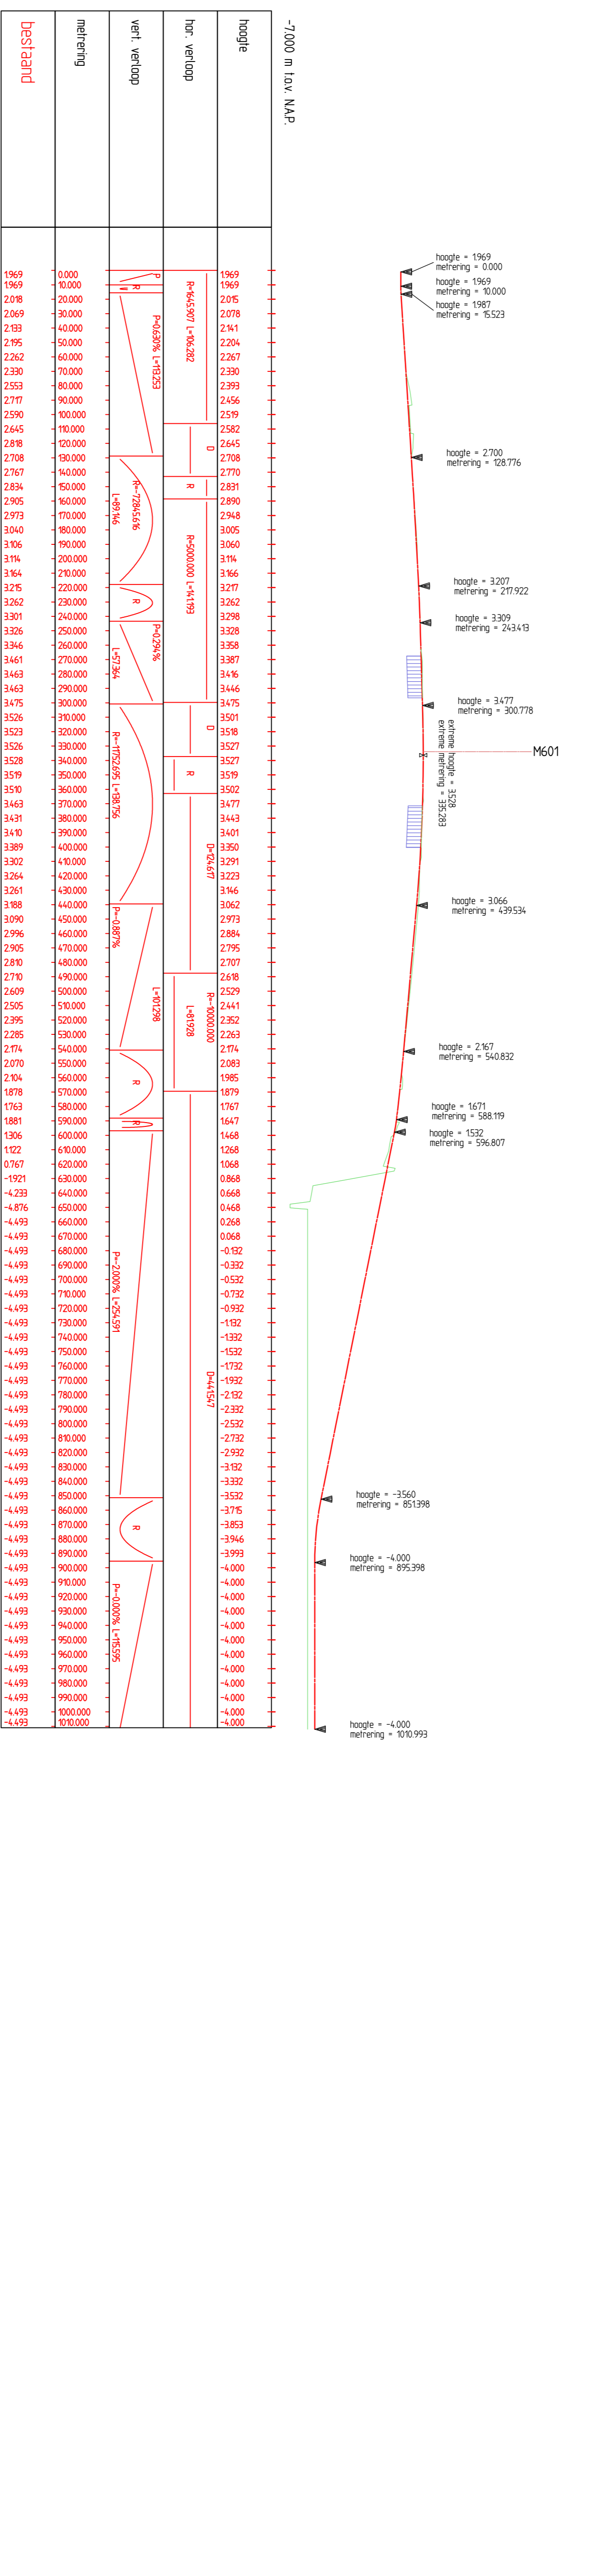 -7.000 m t.o.v. N.A.P.
bestaand metrering vert. verloop hor. verloop hoogte
1.969 0.000 1.969
1.969 10.000 1.969
2.018 20.000 2.015
2.069 30.000 2.078
2.133 40.000 2.141
2.195 50.000 2.204
2.262 60.000 2.267
2.330 70.000 2.330
2.553 80.000 2.393
2.717 90.000 2.456
2.590 100.000 2.519
2.645 110.000 2.582
2.818 120.000 2.645
2.708 130.000 2.708
2.767 140.000 2.770
2.834 150.000 2.831
2.905 160.000 2.890
2.973 170.000 2.948
3.040 180.000 3.005
3.106 190.000 3.060
3.114 200.000 3.114
3.164 210.000 3.166
3.215 220.000 3.217
3.262 230.000 3.262
3.301 240.000 3.298
3.326 250.000 3.328
3.346 260.000 3.358
3.461 270.000 3.387
3.463 280.000 3.416
3.463 290.000 3.446
3.475 300.000 3.475
3.526 310.000 3.501
3.523 320.000 3.518
3.526 330.000 3.527
3.528 340.000 3.527
3.519 350.000 3.519
3.510 360.000 3.502
3.463 370.000 3.477
3.431 380.000 3.443
3.410 390.000 3.401
3.389 400.000 3.350
3.302 410.000 3.291
3.264 420.000 3.223
3.261 430.000 3.146
3.188 440.000 3.062
3.090 450.000 2.973
2.996 460.000 2.884
2.905 470.000 2.795
2.810 480.000 2.707
2.710 490.000 2.618
2.609 500.000 2.529
2.505 510.000 2.441
2.395 520.000 2.352
2.285 530.000 2.263
2.174 540.000 2.174
2.070 550.000 2.083
2.104 560.000 1.985
1.878 570.000 1.879
1.763 580.000 1.767
1.881 590.000 1.647
1.306 600.000 1.468
1.122 610.000 1.268
0.767 620.000 1.068
-1.921 630.000 0.868
-4.233 640.000 0.668
-4.876 650.000 0.468
-4.493 660.000 0.268
-4.493 670.000 0.068
-4.493 680.000 -0.132
-4.493 690.000 -0.332
-4.493 700.000 -0.532
-4.493 710.000 -0.732
-4.493 720.000 -0.932
-4.493 730.000 -1.132
-4.493 740.000 -1.332
-4.493 750.000 -1.532
-4.493 760.000 -1.732
-4.493 770.000 -1.932
-4.493 780.000 -2.132
-4.493 790.000 -2.332
-4.493 800.000 -2.532
-4.493 810.000 -2.732
-4.493 820.000 -2.932
-4.493 830.000 -3.132
-4.493 840.000 -3.332
-4.493 850.000 -3.532
-4.493 860.000 -3.715
-4.493 870.000 -3.853
-4.493 880.000 -3.946
-4.493 890.000 -3.993
-4.493 900.000 -4.000
-4.493 910.000 -4.000
-4.493 920.000 -4.000
-4.493 930.000 -4.000
-4.493 940.000 -4.000
-4.493 950.000 -4.000
-4.493 960.000 -4.000
-4.493 970.000 -4.000
-4.493 980.000 -4.000
-4.493 990.000 -4.000
-4.493 1000.000 -4.000
-4.493 1010.000 -4.000
P
R
P=0.630% L=113.253
R=-72845.616
L=89.146
R
P=0.294%
L=57.364
R=-11752.695 L=138.756
P=-0.887%
L=101.298
R
R
P=-2.000% L=254.591
R
P=-0.000% L=115.595
R=1645.907 L=106.282
D
R
R=5000.000 L=141.193
D
R
D=124.617
R=-10000.000
L=81.928
D=441.547
hoogte = 1.969
metrering = 0.000
hoogte = 1.969
metrering = 10.000
hoogte = 1.987
metrering = 15.523
hoogte = 2.700
metrering = 128.776
hoogte = 3.207
metrering = 217.922
hoogte = 3.309
metrering = 243.413
hoogte = 3.477
metrering = 300.778
extreme hoogte = 3.528
extreme metrering = 335.283
M601
hoogte = 3.066
metrering = 439.534
hoogte = 2.167
metrering = 540.832
hoogte = 1.671
metrering = 588.119
hoogte = 1.532
metrering = 596.807
hoogte = -3.560
metrering = 851.398
hoogte = -4.000
metrering = 895.398
hoogte = -4.000
metrering = 1010.993